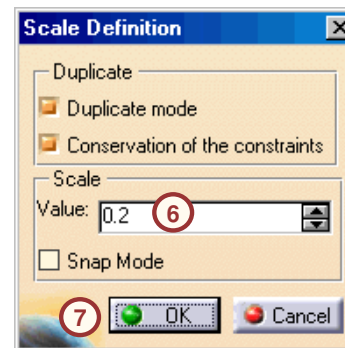 Scale Definition
Duplicate
Duplicate mode
Conservation of the constraints
Scale
Value: 0.2 6
Snap Mode
7 OK Cancel